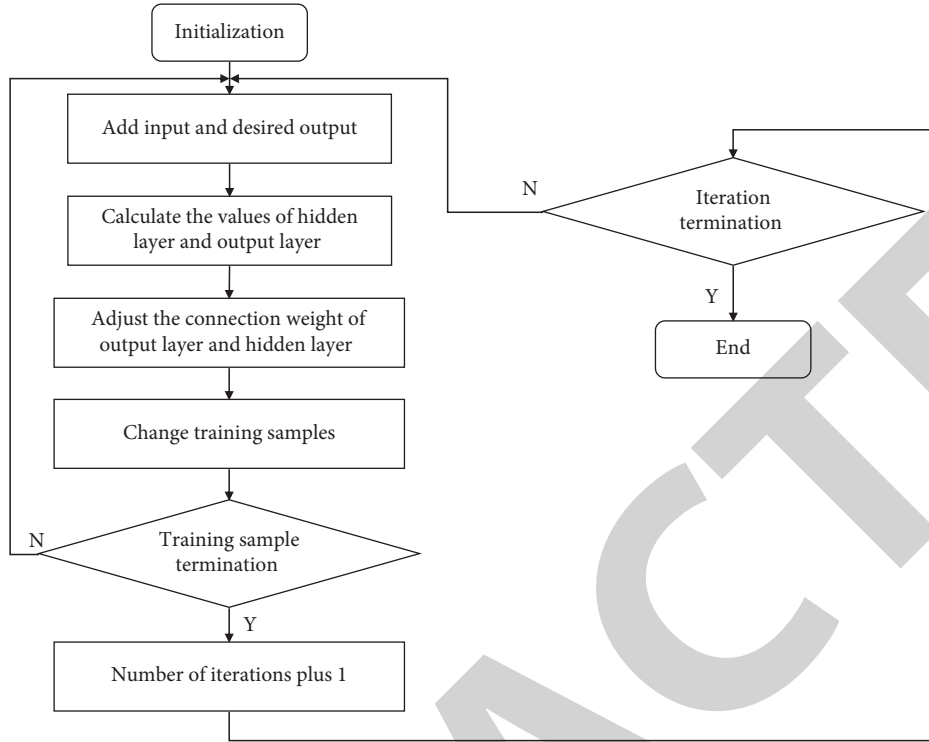 Initialization
Add input and desired output
Calculate the values of hidden
layer and output layer
Adjust the connection weight of
output layer and hidden layer
Change training samples
N
Training sample
termination
Y
Number of iterations plus 1
N
Iteration
termination
Y
End
ACTE